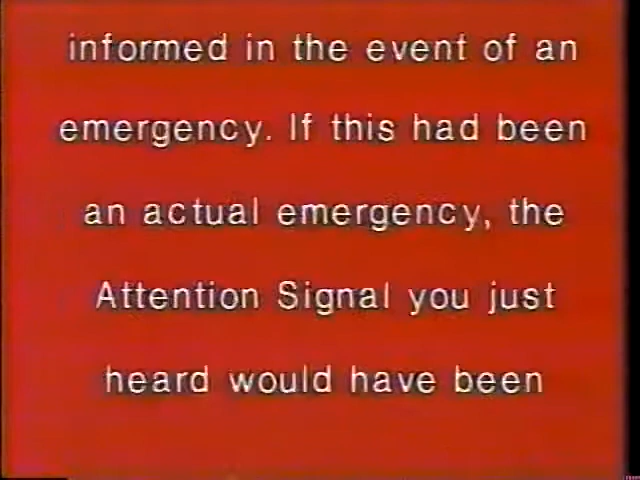 informed in the event of an
emergency. If this had been
an actual emergency, the
Attention Signal you just
heard would have been